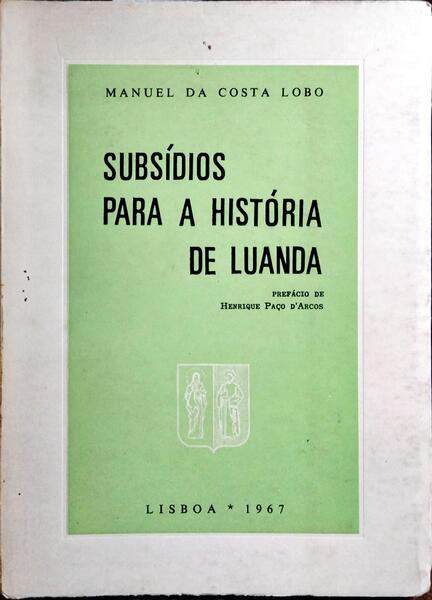 MANUEL DA COSTA LOBO
SUBSÍDIOS
PARA A HISTÓRIA
DE LUANDA
PREFÁCIO DE
HENRIQUE PAÇO D'ARCOS
LISBOA * 1967